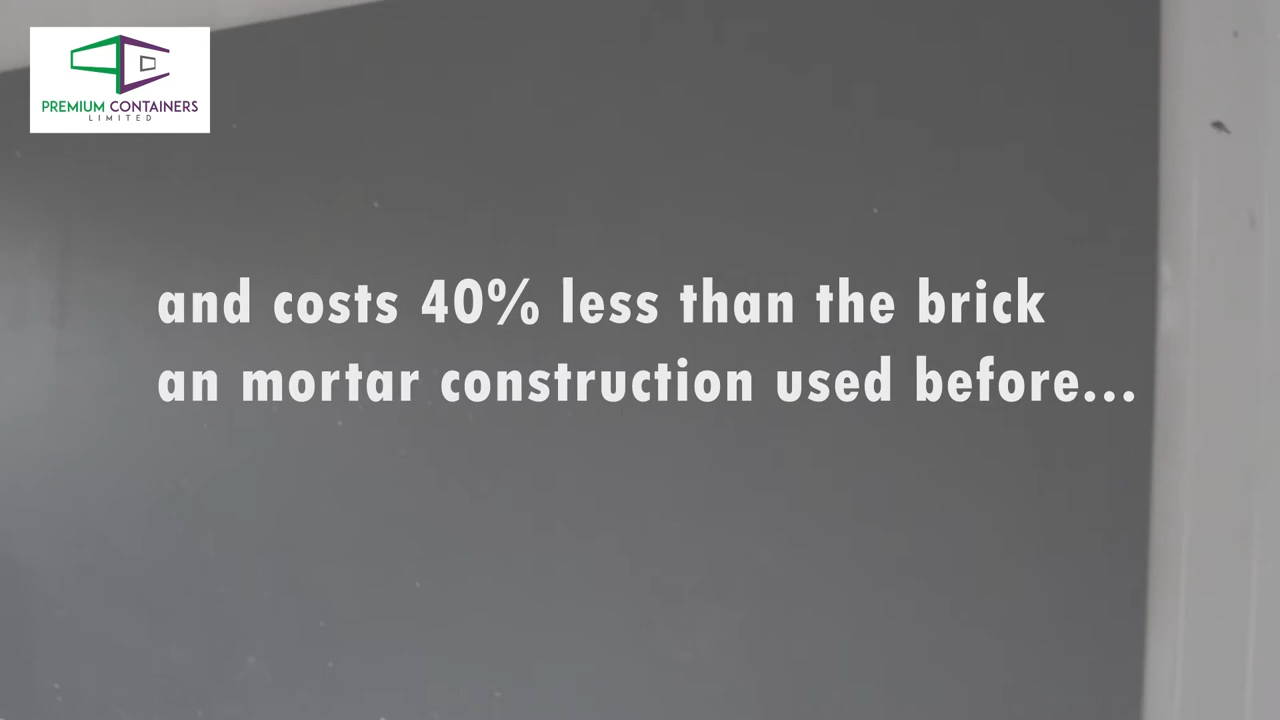 PREMIUM CONTAINERS
LIMITED
and costs 40% less than the brick
an mortar construction used before...